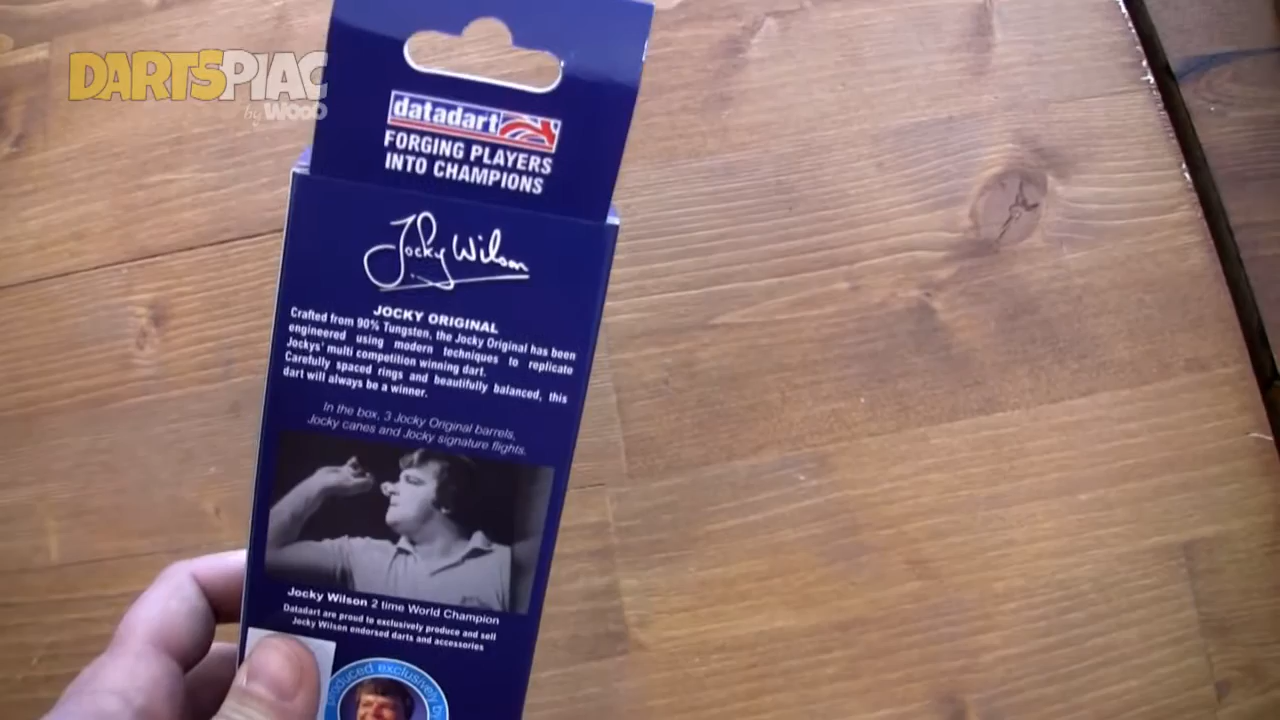 DARTSPIAC
by WOOO
datadart
FORGING PLAYERS
INTO CHAMPIONS
Jocky Wilson
JOCKY ORIGINAL
Crafted from 90% Tungsten, the Jocky Original has been
engineered using modern techniques to replicate
Jockys' multi competition winning dart.
Carefully spaced rings and beautifully balanced, this
dart will always be a winner.
In the box, 3 Jocky Original barrels,
Jocky canes and Jocky signature flights.
Jocky Wilson 2 time World Champion
Datadart are proud to exclusively produce and sell
Jocky Wilson endorsed darts and accessories
produced exclusively by